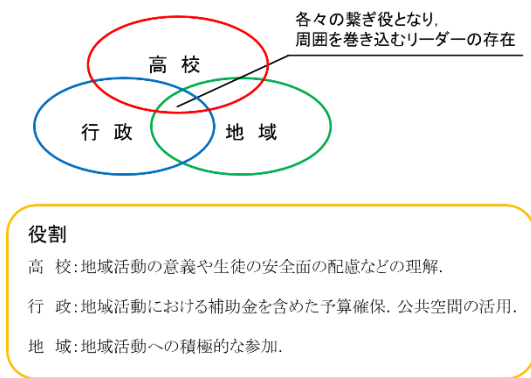 各々の繋ぎ役となり,
周囲を巻き込むリーダーの存在
高 校
行 政
地 域
役割
高 校:地域活動の意義や生徒の安全面の配慮などの理解.
行 政:地域活動における補助金を含めた予算確保. 公共空間の活用.
地 域:地域活動への積極的な参加.